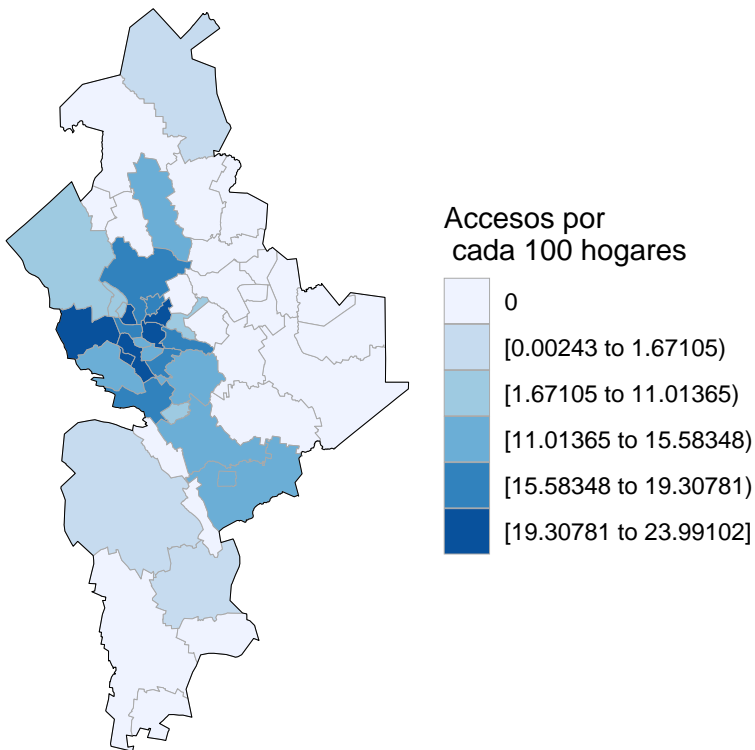 Accesos por
cada 100 hogares
0
[0.00243 to 1.67105)
[1.67105 to 11.01365)
[11.01365 to 15.58348)
[15.58348 to 19.30781)
[19.30781 to 23.99102]